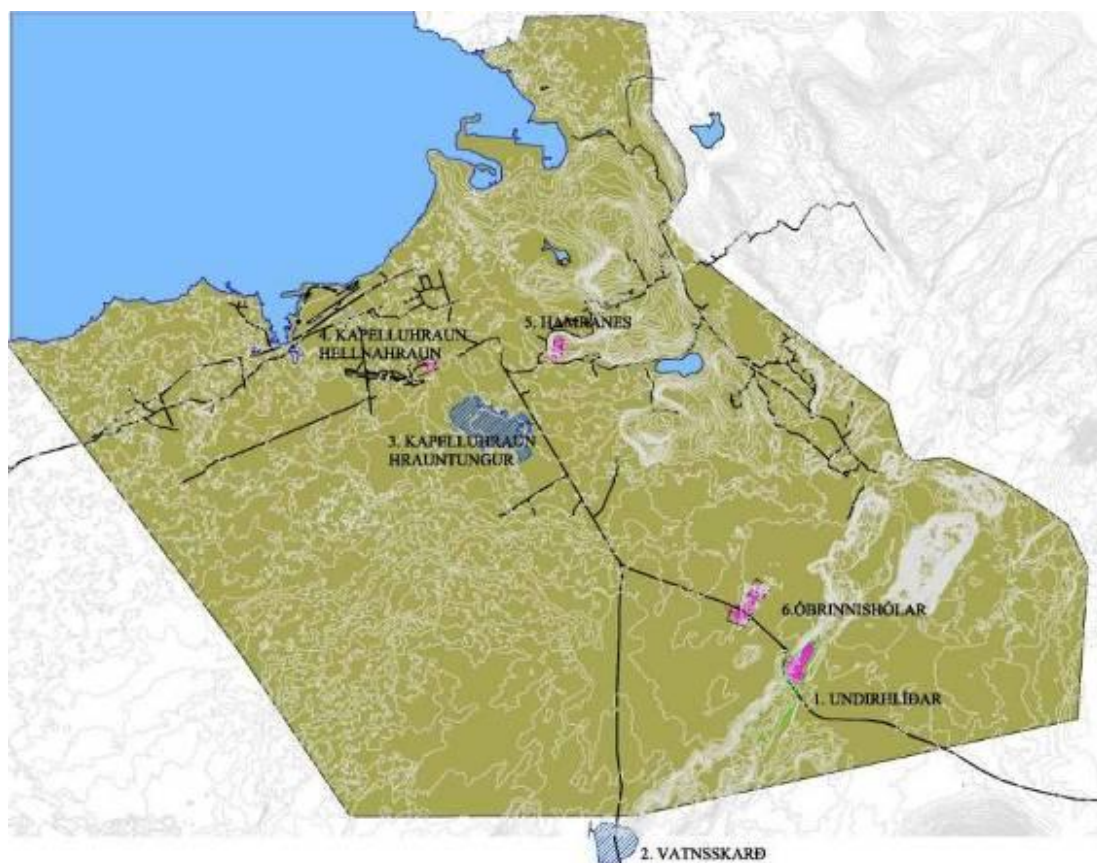 5. HAMRANES
4. KAPELLUHRAUN
HELLNAHRAUN
3. KAPELLUHRAUN
HRAUNTUNGUR
6.ÓBRINNISHÓLAR
1. UNDIRHLÍÐAR
2. VATNSSKARÐ